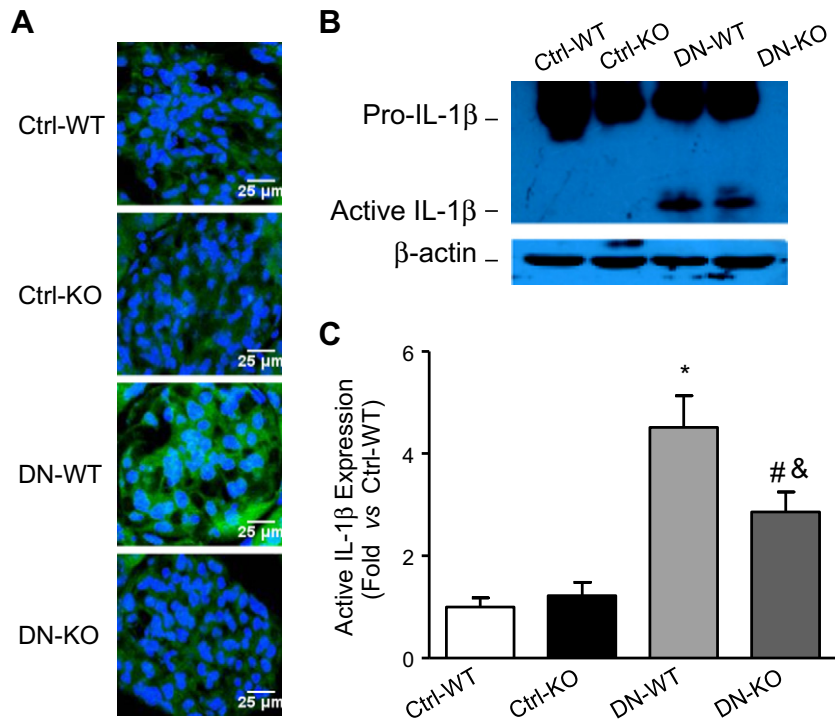 A
Ctrl-WT
25 µm
Ctrl-KO
25 µm
DN-WT
25 µm
DN-KO
25 µm
B
Ctrl-WT
Ctrl-KO
DN-WT
DN-KO
Pro-IL-1β
Active IL-1β
β-actin
C
Active IL-1β Expression
(Fold vs Ctrl-WT)
6
4
2
0
*
# &
Ctrl-WT
Ctrl-KO
DN-WT
DN-KO